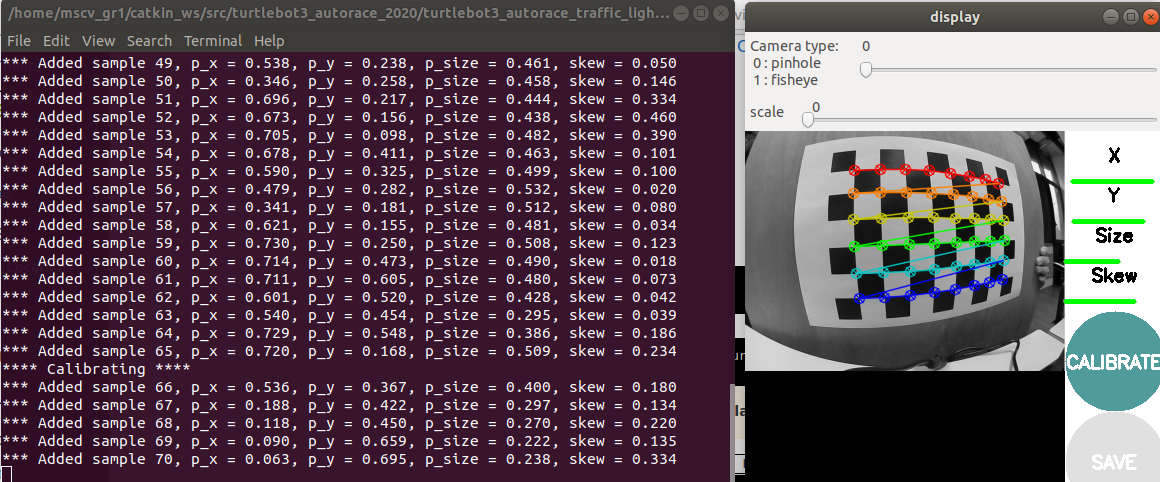 /home/mscv_gr1/catkin_ws/src/turtlebot3_autorace_2020/turtlebot3_autorace_traffic_ligh...
File Edit View Search Terminal Help
*** Added sample 49, p_x = 0.538, p_y = 0.238, p_size = 0.461, skew = 0.050
*** Added sample 50, p_x = 0.346, p_y = 0.258, p_size = 0.458, skew = 0.146
*** Added sample 51, p_x = 0.696, p_y = 0.217, p_size = 0.444, skew = 0.334
*** Added sample 52, p_x = 0.673, p_y = 0.156, p_size = 0.438, skew = 0.460
*** Added sample 53, p_x = 0.705, p_y = 0.098, p_size = 0.482, skew = 0.390
*** Added sample 54, p_x = 0.678, p_y = 0.411, p_size = 0.463, skew = 0.101
*** Added sample 55, p_x = 0.590, p_y = 0.325, p_size = 0.499, skew = 0.100
*** Added sample 56, p_x = 0.479, p_y = 0.282, p_size = 0.532, skew = 0.020
*** Added sample 57, p_x = 0.341, p_y = 0.181, p_size = 0.512, skew = 0.080
*** Added sample 58, p_x = 0.621, p_y = 0.155, p_size = 0.481, skew = 0.034
*** Added sample 59, p_x = 0.730, p_y = 0.250, p_size = 0.508, skew = 0.123
*** Added sample 60, p_x = 0.714, p_y = 0.473, p_size = 0.490, skew = 0.018
*** Added sample 61, p_x = 0.711, p_y = 0.605, p_size = 0.480, skew = 0.073
*** Added sample 62, p_x = 0.601, p_y = 0.520, p_size = 0.428, skew = 0.042
*** Added sample 63, p_x = 0.540, p_y = 0.454, p_size = 0.295, skew = 0.039
*** Added sample 64, p_x = 0.729, p_y = 0.548, p_size = 0.386, skew = 0.186
*** Added sample 65, p_x = 0.720, p_y = 0.168, p_size = 0.509, skew = 0.234
**** Calibrating ****
*** Added sample 66, p_x = 0.536, p_y = 0.367, p_size = 0.400, skew = 0.180
*** Added sample 67, p_x = 0.188, p_y = 0.422, p_size = 0.297, skew = 0.134
*** Added sample 68, p_x = 0.118, p_y = 0.450, p_size = 0.270, skew = 0.220
*** Added sample 69, p_x = 0.090, p_y = 0.659, p_size = 0.222, skew = 0.135
*** Added sample 70, p_x = 0.063, p_y = 0.695, p_size = 0.238, skew = 0.334
display
Camera type: 0
0 : pinhole
1 : fisheye
scale 0
X
Y
Size
Skew
CALIBRATE
SAVE